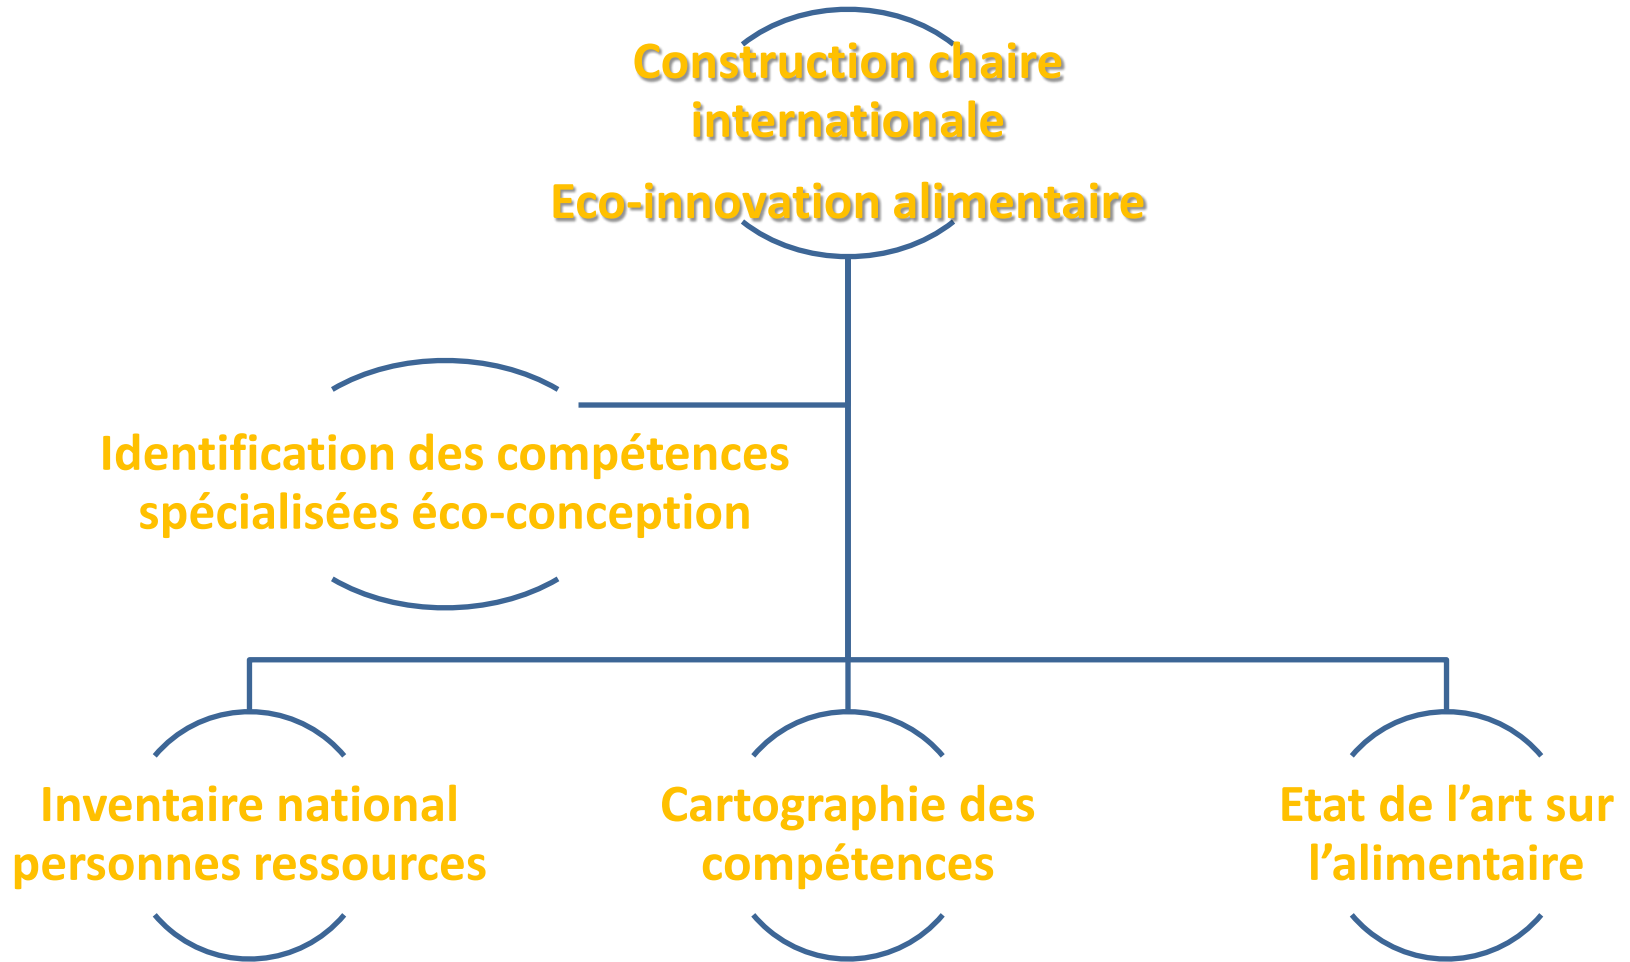 Construction chaire
internationale
Eco-innovation alimentaire
Identification des compétences
spécialisées éco-conception
Inventaire national
personnes ressources
Cartographie des
compétences
Etat de l’art sur
l’alimentaire